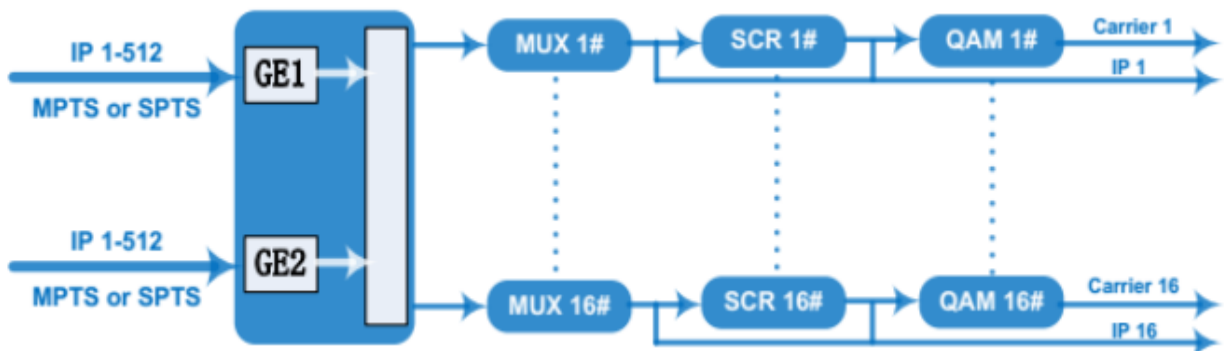 IP 1-512
MPTS or SPTS
GE1
MUX 1#
SCR 1#
QAM 1#
Carrier 1
IP 1
IP 1-512
MPTS or SPTS
GE2
MUX 16#
SCR 16#
QAM 16#
Carrier 16
IP 16